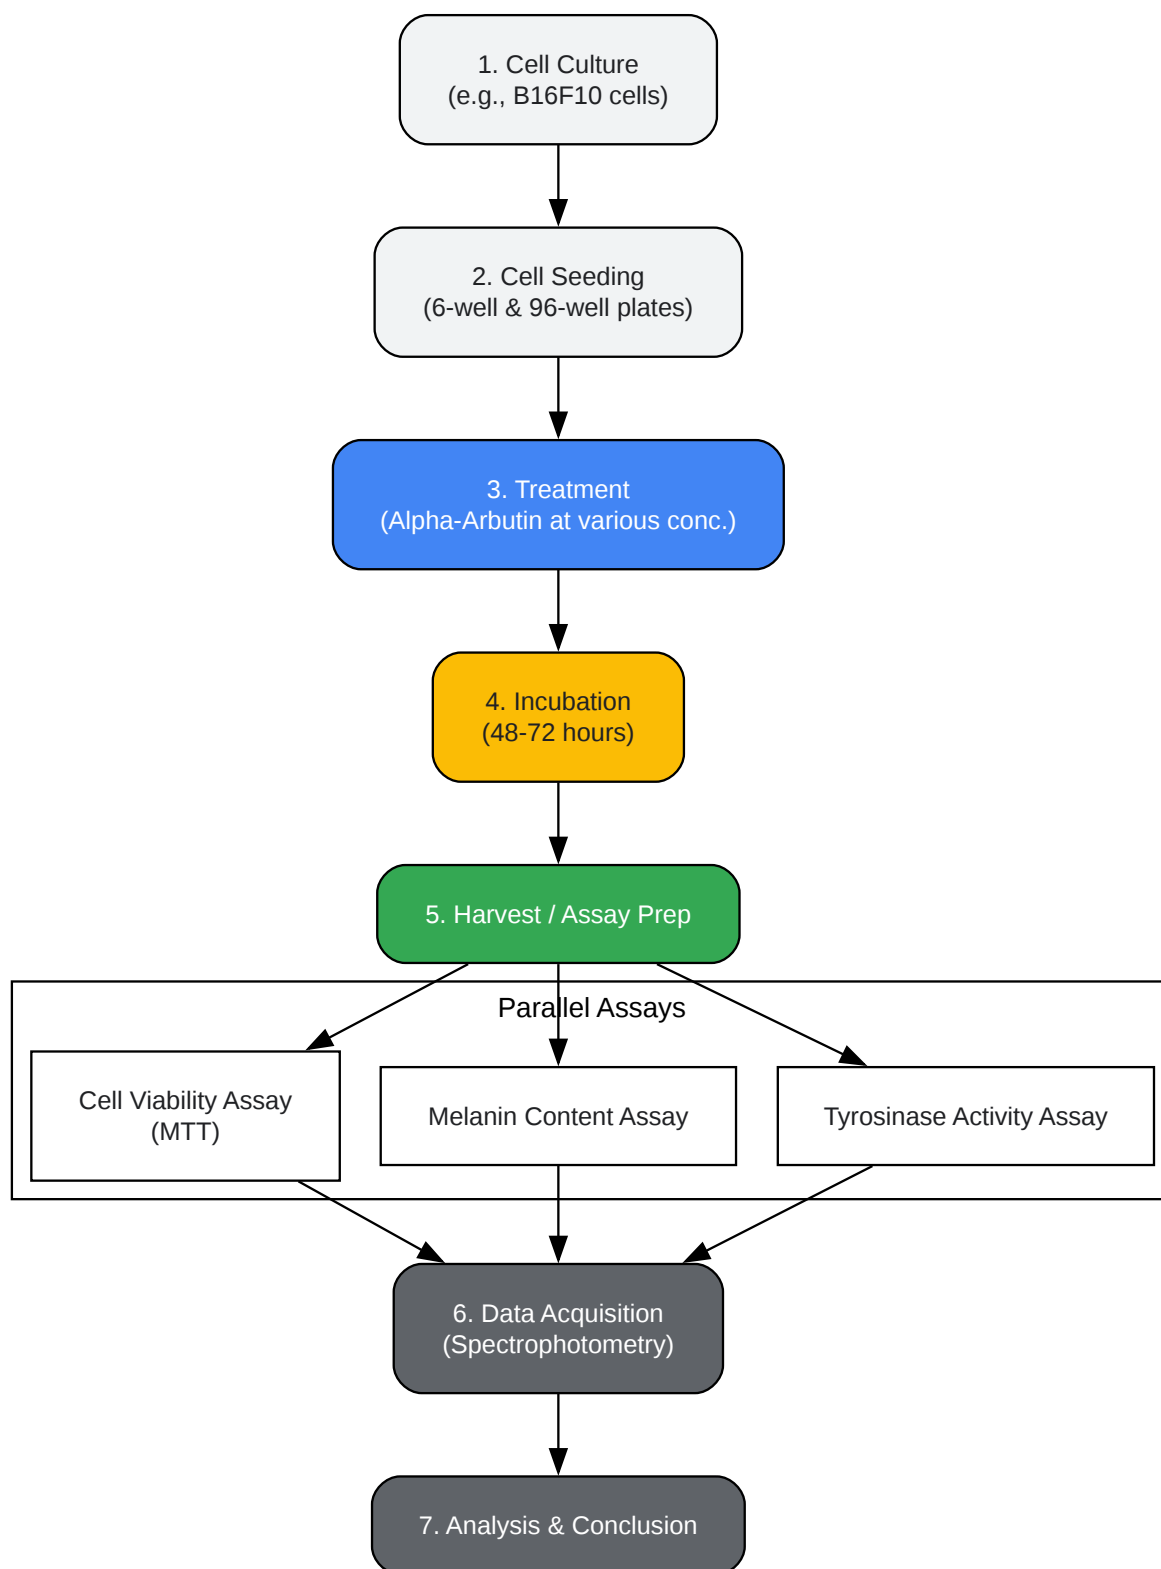 1. Cell Culture
(e.g., B16F10 cells)
2. Cell Seeding
(6-well & 96-well plates)
3. Treatment
(Alpha-Arbutin at various conc.)
4. Incubation
(48-72 hours)
5. Harvest / Assay Prep
Parallel Assays
Cell Viability Assay
(MTT)
Melanin Content Assay
Tyrosinase Activity Assay
6. Data Acquisition
(Spectrophotometry)
7. Analysis & Conclusion